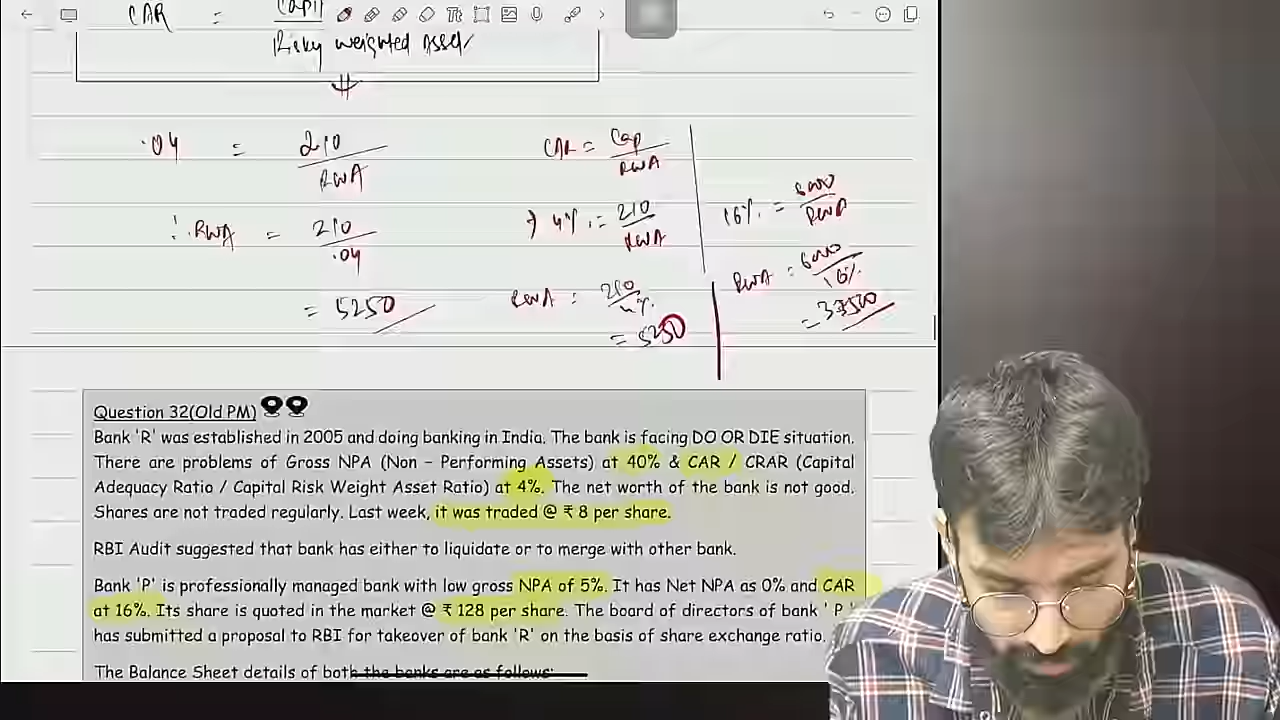 CAR = Capi
Risky weighted Asset
.04 = 210 / RWA
∴ RWA = 210 / .04
= 5250
CAR = Cap / RWA
4% = 210 / RWA
RWA = 210 / 4%
= 5250
16% = 6000 / RWA
RWA = 6000 / 16%
= 37500
Question 32(Old PM)
Bank 'R' was established in 2005 and doing banking in India. The bank is facing DO OR DIE situation.
There are problems of Gross NPA (Non – Performing Assets) at 40% & CAR / CRAR (Capital
Adequacy Ratio / Capital Risk Weight Asset Ratio) at 4%. The net worth of the bank is not good.
Shares are not traded regularly. Last week, it was traded @ ₹ 8 per share.
RBI Audit suggested that bank has either to liquidate or to merge with other bank.
Bank 'P' is professionally managed bank with low gross NPA of 5%. It has Net NPA as 0% and CAR
at 16%. Its share is quoted in the market @ ₹ 128 per share. The board of directors of bank ' P '
has submitted a proposal to RBI for takeover of bank 'R' on the basis of share exchange ratio.
The Balance Sheet details of both the banks are as follows: